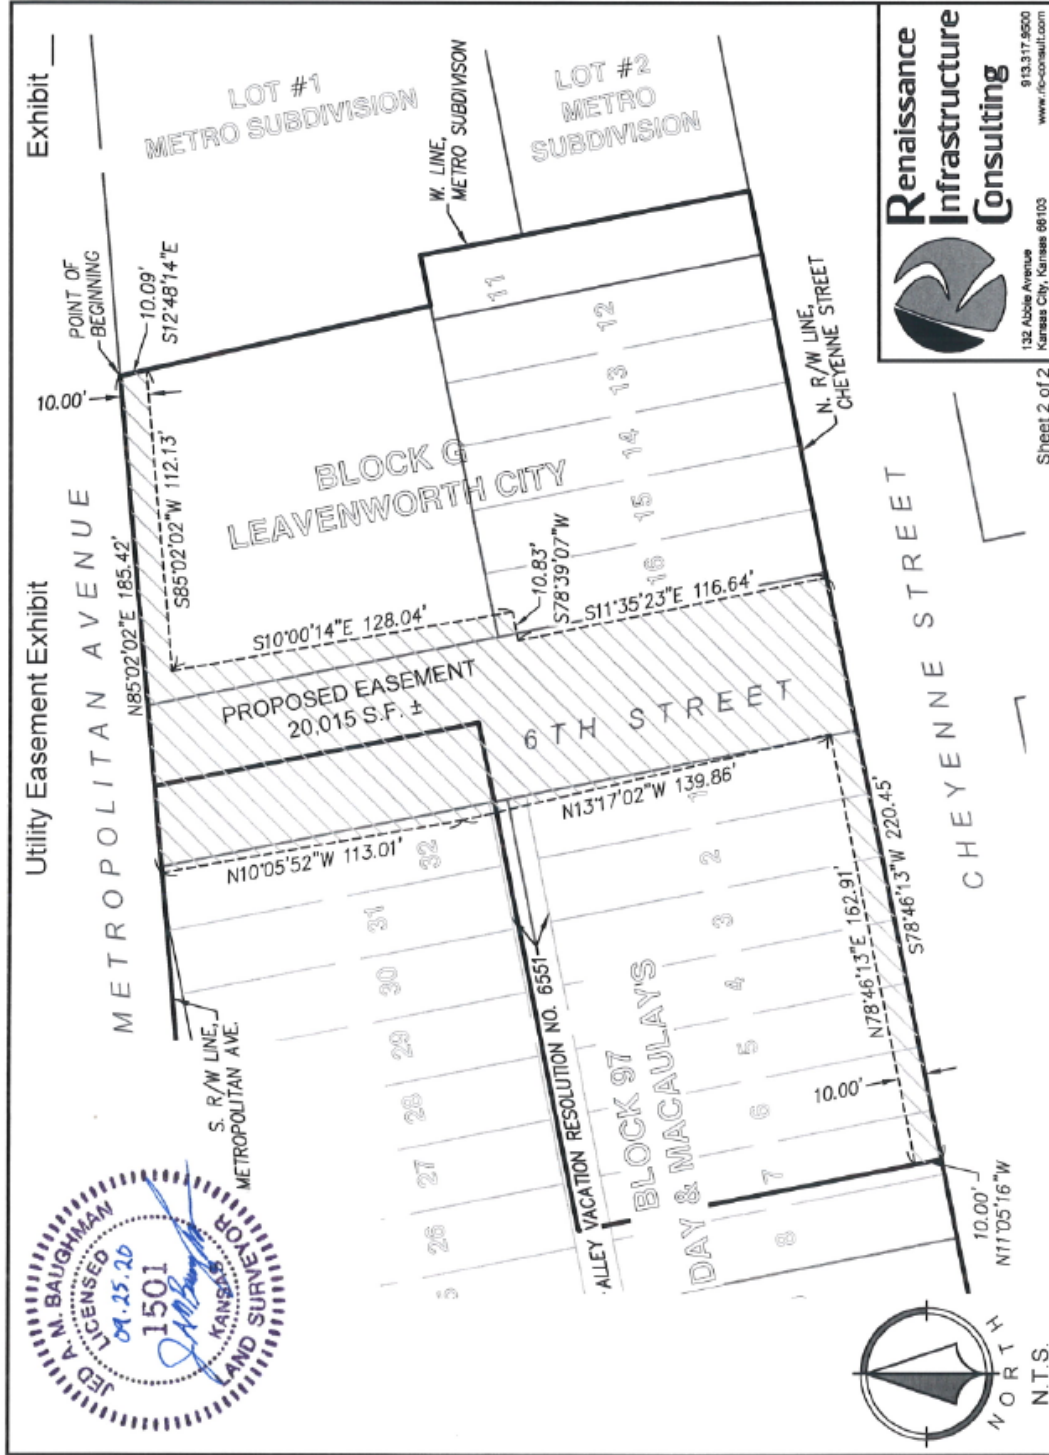 Utility Easement Exhibit
Exhibit __
METROPOLITAN AVENUE
POINT OF
BEGINNING
10.09'
S12°48'14"E
10.00'
N85°02'02"E 185.42'
S85°02'02"W 112.13'
LOT #1
METRO SUBDIVISION
LOT #2
METRO
SUBDIVISION
W. LINE,
METRO SUBDIVISON
BLOCK G
LEAVENWORTH CITY
11
12
13
14
15
16
S10°00'14"E 128.04'
10.83'
S78°39'07"W
S11°35'23"E 116.64'
PROPOSED EASEMENT
20,015 S.F. ±
6TH STREET
N10°05'52"W 113.01'
N13°17'02"W 139.86'
S. R/W LINE,
METROPOLITAN AVE.
32
31
30
29
28
27
26
ALLEY VACATION RESOLUTION NO. 6551
BLOCK 97
DAY & MACAULAY'S
1
2
3
4
5
6
7
8
N78°46'13"E 162.91'
S78°46'13"W 220.45'
10.00'
10.00'
N11°05'16"W
N. R/W LINE,
CHEYENNE STREET
CHEYENNE STREET
JED A. M. BAUGHMAN
LICENSED
09.25.20
1501
KANSAS
LAND SURVEYOR
NORTH
N.T.S.
Sheet 2 of 2
Renaissance
Infrastructure
Consulting
132 Abbie Avenue
Kansas City, Kansas 66103
913.317.9500
www.ric-consult.com